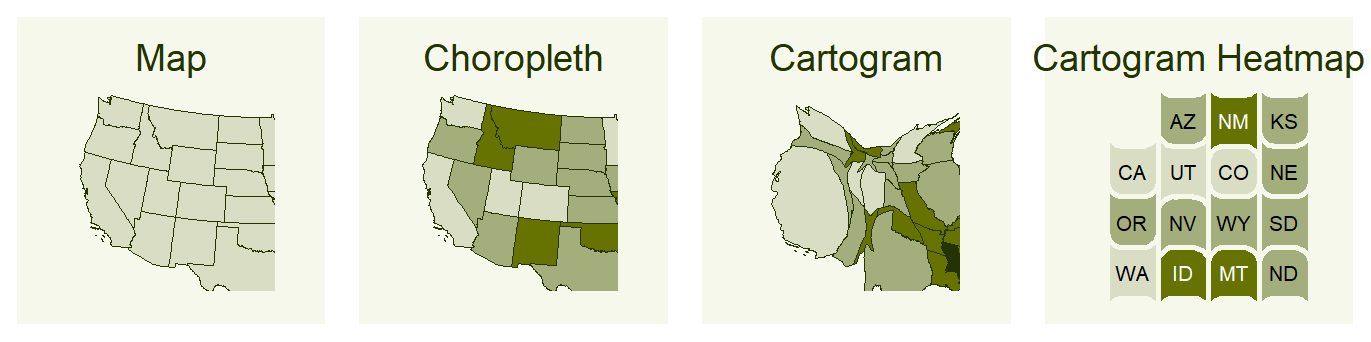 Map
Choropleth
Cartogram
Cartogram Heatmap
AZ NM KS
CA UT CO NE
OR NV WY SD
WA ID MT ND